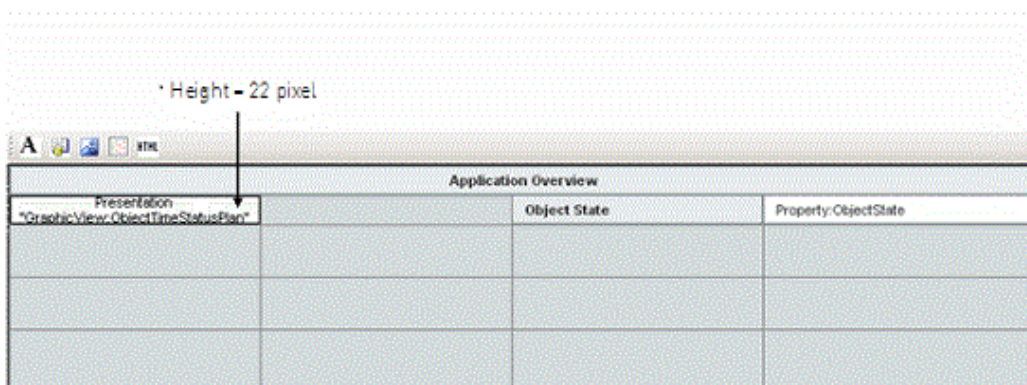 * Height = 22 pixel
A HTML
Application Overview
Presentation
"GraphicView:ObjectTimeStatusPlan"
Object State
Property:ObjectState